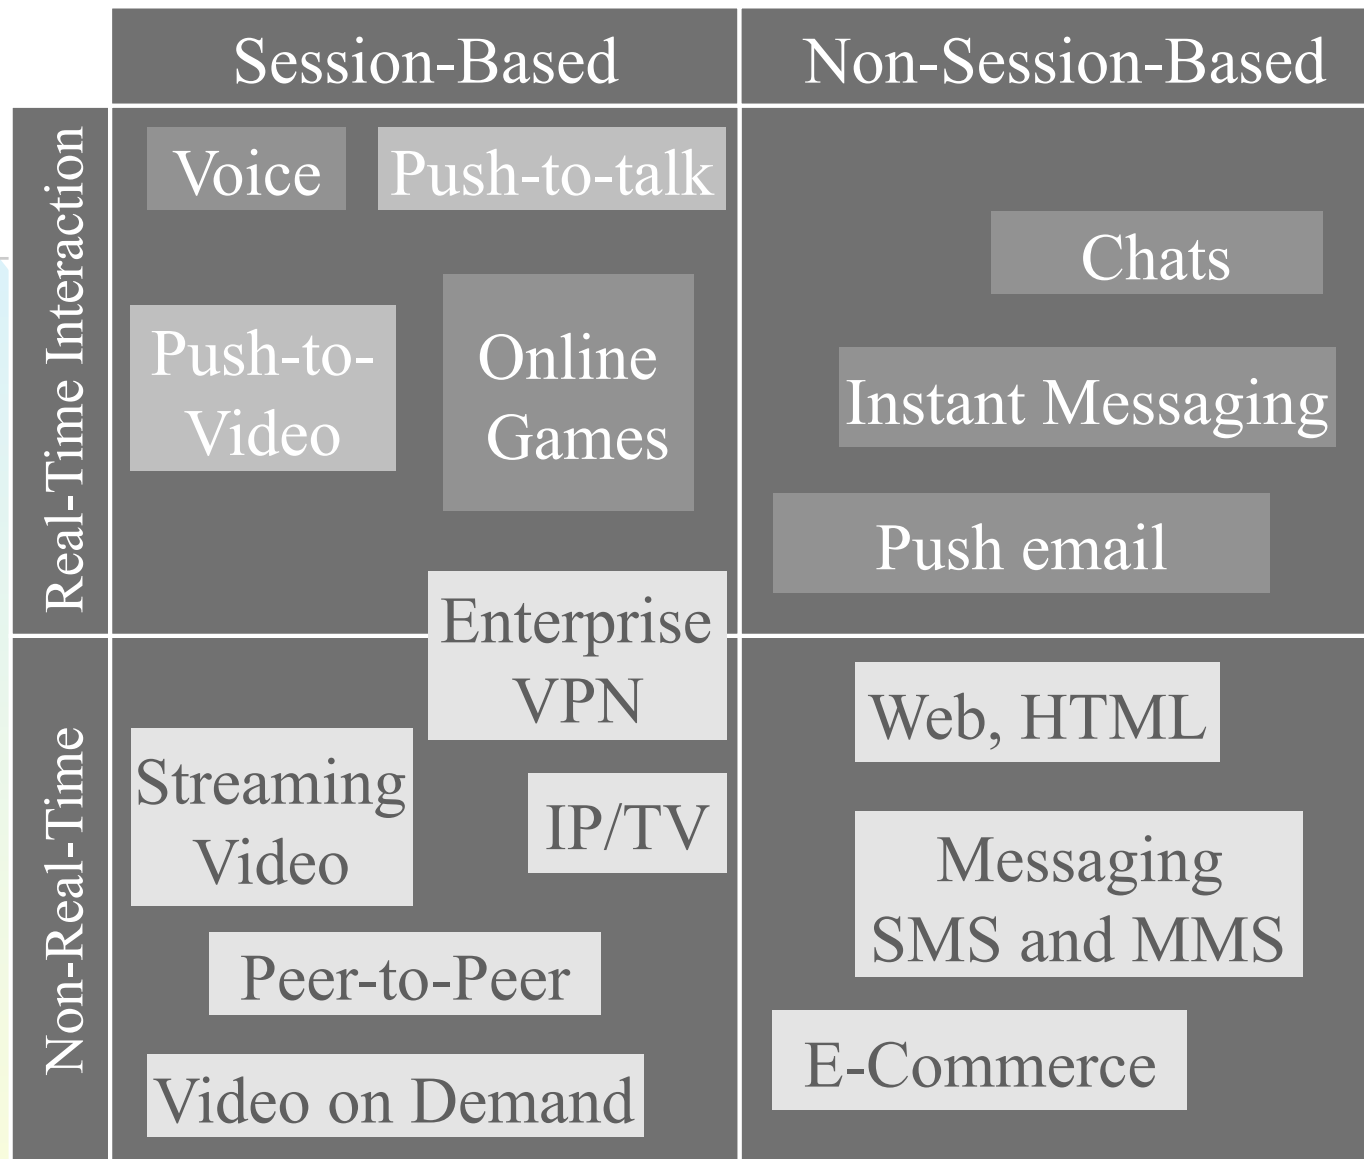 Session-Based
Non-Session-Based
Real-Time Interaction
Voice
Push-to-talk
Push-to-
Video
Online
Games
Chats
Instant Messaging
Push email
Non-Real-Time
Enterprise
VPN
Streaming
Video
IP/TV
Peer-to-Peer
Video on Demand
Web, HTML
Messaging
SMS and MMS
E-Commerce